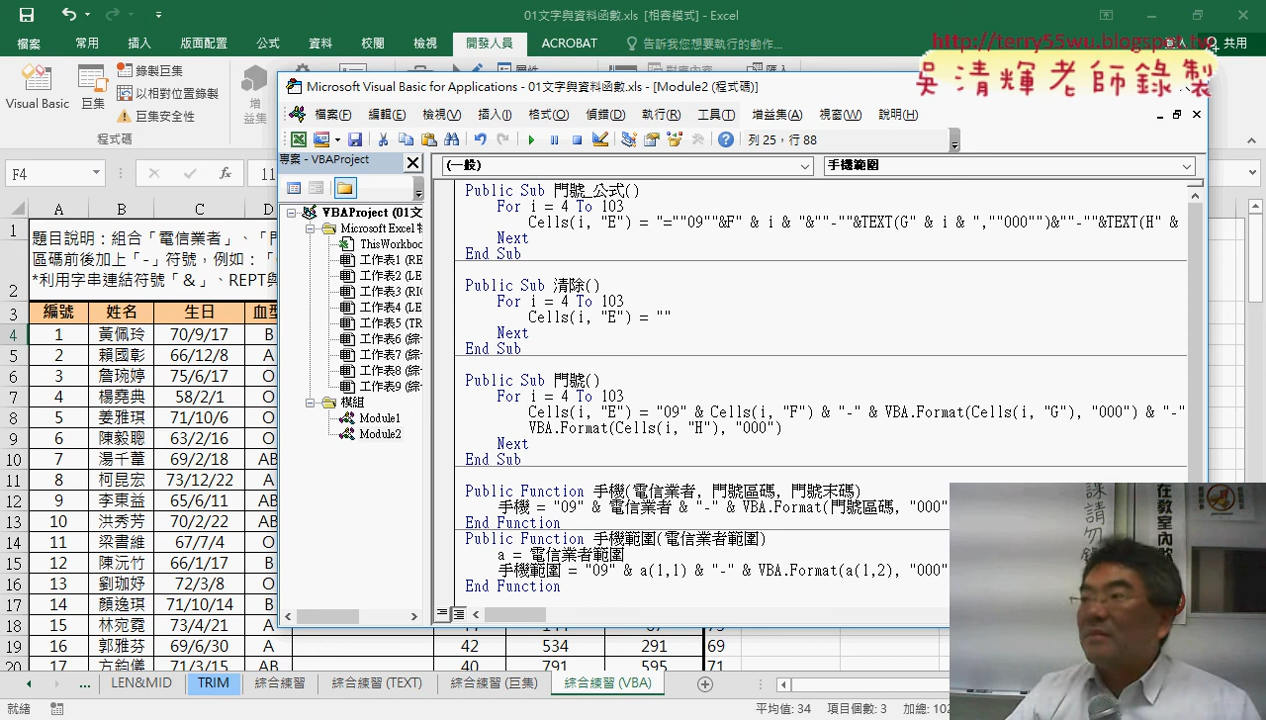 01文字與資料函數.xls [相容模式] - Excel
http://terry55wu.blogspot.tw
吳清輝老師錄製
檔案 常用 插入 版面配置 公式 資料 校閱 檢視 開發人員 ACROBAT 告訴我您想要執行的動作... 共用
Visual Basic 巨集 錄製巨集
以相對位置錄製
巨集安全性
程式碼
增益集
Microsoft Visual Basic for Applications - 01文字與資料函數.xls - [Module2 (程式碼)]
檔案(F) 編輯(E) 檢視(V) 插入(I) 格式(O) 偵錯(D) 執行(R) 工具(T) 增益集(A) 視窗(W) 說明(H)
列 25，行 88
專案 - VBAProject
(一般) 手機範圍
VBAProject (01文
Microsoft Excel
ThisWorkboo
工作表1 (RE
工作表2 (LE
工作表3 (RIC
工作表4 (LE
工作表5 (TR
工作表6 (綜
工作表7 (綜
工作表8 (綜
工作表9 (綜
模組
Module1
Module2
Public Sub 門號_公式()
For i = 4 To 103
Cells(i, "E") = "=""09""&F" & i & "&""-""&TEXT(G" & i & ",""000"")&""-""&TEXT(H" &
Next
End Sub
Public Sub 清除()
For i = 4 To 103
Cells(i, "E") = ""
Next
End Sub
Public Sub 門號()
For i = 4 To 103
Cells(i, "E") = "09" & Cells(i, "F") & "-" & VBA.Format(Cells(i, "G"), "000") & "-"
VBA.Format(Cells(i, "H"), "000")
Next
End Sub
Public Function 手機(電信業者, 門號區碼, 門號末碼)
手機 = "09" & 電信業者 & "-" & VBA.Format(門號區碼, "000"
End Function
Public Function 手機範圍(電信業者範圍)
a = 電信業者範圍
手機範圍 = "09" & a(1,1) & "-" & VBA.Format(a(1,2), "000"
End Function
F4 fx 11
A B C D
1 題目說明：組合「電信業者」、「門
區碼前後加上「-」符號，例如：「
2 *利用字串連結符號「&」、REPT與
3 編號 姓名 生日 血型
4 1 黃佩玲 70/9/17 B
5 2 賴國彰 66/12/8 A
6 3 詹琬婷 75/6/17 O
7 4 楊堯典 58/2/1 O
8 5 姜雅琪 71/10/6 O
9 6 陳毅聰 63/2/16 O
10 7 湯千葦 69/2/18 AB
11 8 柯昆宏 73/12/22 A
12 9 李東益 65/6/11 AB
13 10 洪秀芳 70/2/22 AB
14 11 梁書維 67/7/4 O
15 12 陳沅竹 66/1/17 B
16 13 劉珈妤 72/3/8 O
17 14 顏逸琪 71/10/14 B
18 15 林宛霓 73/4/21 A
19 16 郭雅芬 69/6/30 A 42 534 291 69
20 17 方鈞儀 71/3/15 AB 40 791 595 71
... LEN&MID TRIM 綜合練習 綜合練習 (TEXT) 綜合練習 (巨集) 綜合練習 (VBA)
就緒 平均值: 34 項目個數: 3 加總: 102